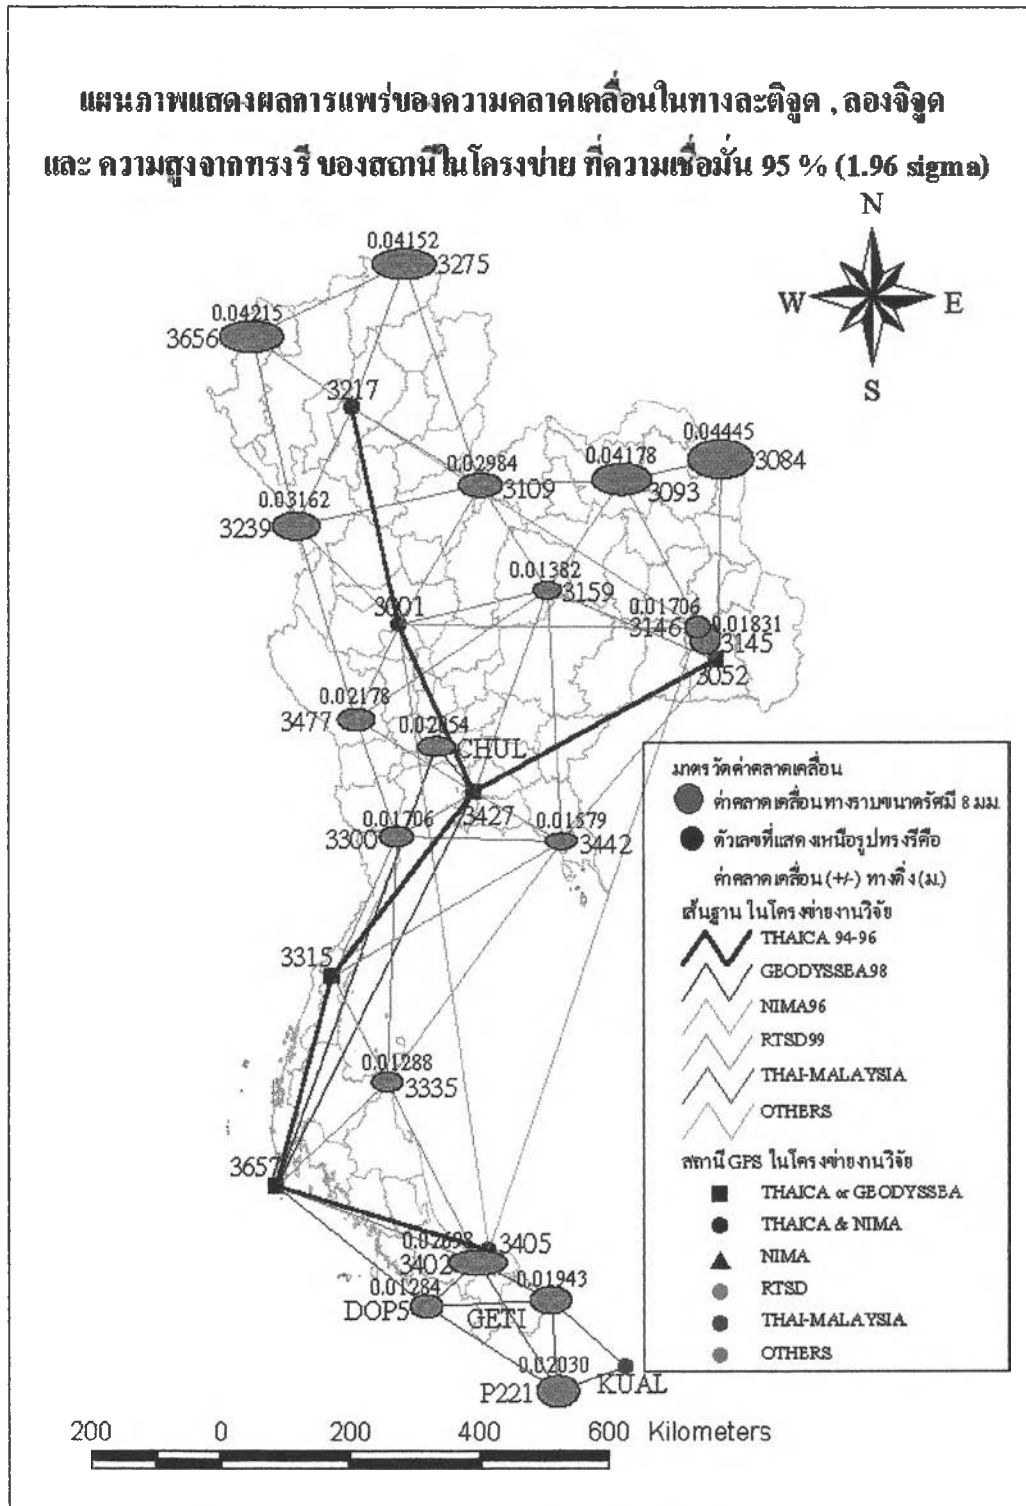 แผนภาพแสดงผลการแพร่ของความคลาดเคลื่อนในทางละติจูด , ลองจิจูด
และ ความสูงจากทรงรี ของสถานีในโครงข่าย ที่ความเชื่อมั่น 95 % (1.96 sigma)
N
W E
S
0.04152
3275
0.04215
3656
3217
0.04445
3084
0.04178
3093
0.02984
3109
0.03162
3239
0.01382
3159
3001
0.01706
3146
0.01831
3145
3052
0.02178
3477
CHUL
3427
0.01706
3300
0.01579
3442
3315
0.01288
3335
3657
3405
3402
0.01943
0.01284
DOP5
GETI
0.02030
P221
KUAL
มาตรวัดค่าคลาดเคลื่อน
ค่าคลาดเคลื่อนทางราบขนาดรัศมี 8 มม.
ตัวเลขที่แสดงเหนือรูปทรงรีคือ
ค่าคลาดเคลื่อน (+/-) ทางดิ่ง (ม.)
เส้นฐาน ในโครงข่ายงานวิจัย
THAICA 94-96
GEODYSSEA98
NIMA96
RTSD99
THAI-MALAYSIA
OTHERS
สถานี GPS ในโครงข่ายงานวิจัย
THAICA or GEODYSSEA
THAICA & NIMA
NIMA
RTSD
THAI-MALAYSIA
OTHERS
200 0 200 400 600 Kilometers